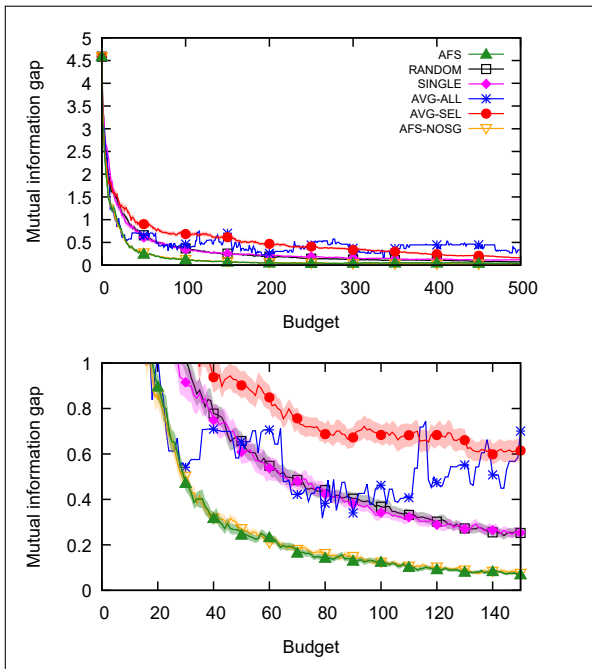 5
4.5
4
3.5
3
2.5
2
1.5
1
0.5
0
Mutual information gap
AFS
RANDOM
SINGLE
AVG-ALL
AVG-SEL
AFS-NOSG
0 100 200 300 400 500
Budget
1
0.8
0.6
0.4
0.2
0
Mutual information gap
0 20 40 60 80 100 120 140
Budget